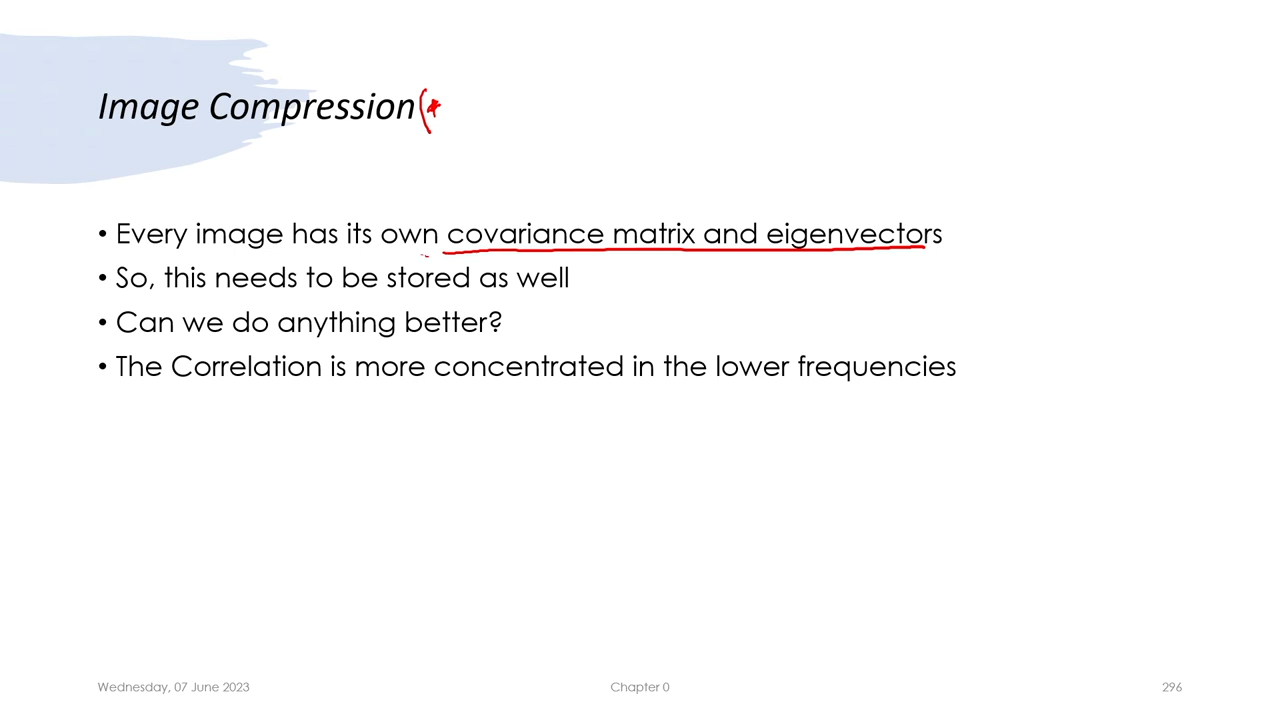 Image Compression
• Every image has its own covariance matrix and eigenvectors
• So, this needs to be stored as well
• Can we do anything better?
• The Correlation is more concentrated in the lower frequencies
Wednesday, 07 June 2023 Chapter 0 296